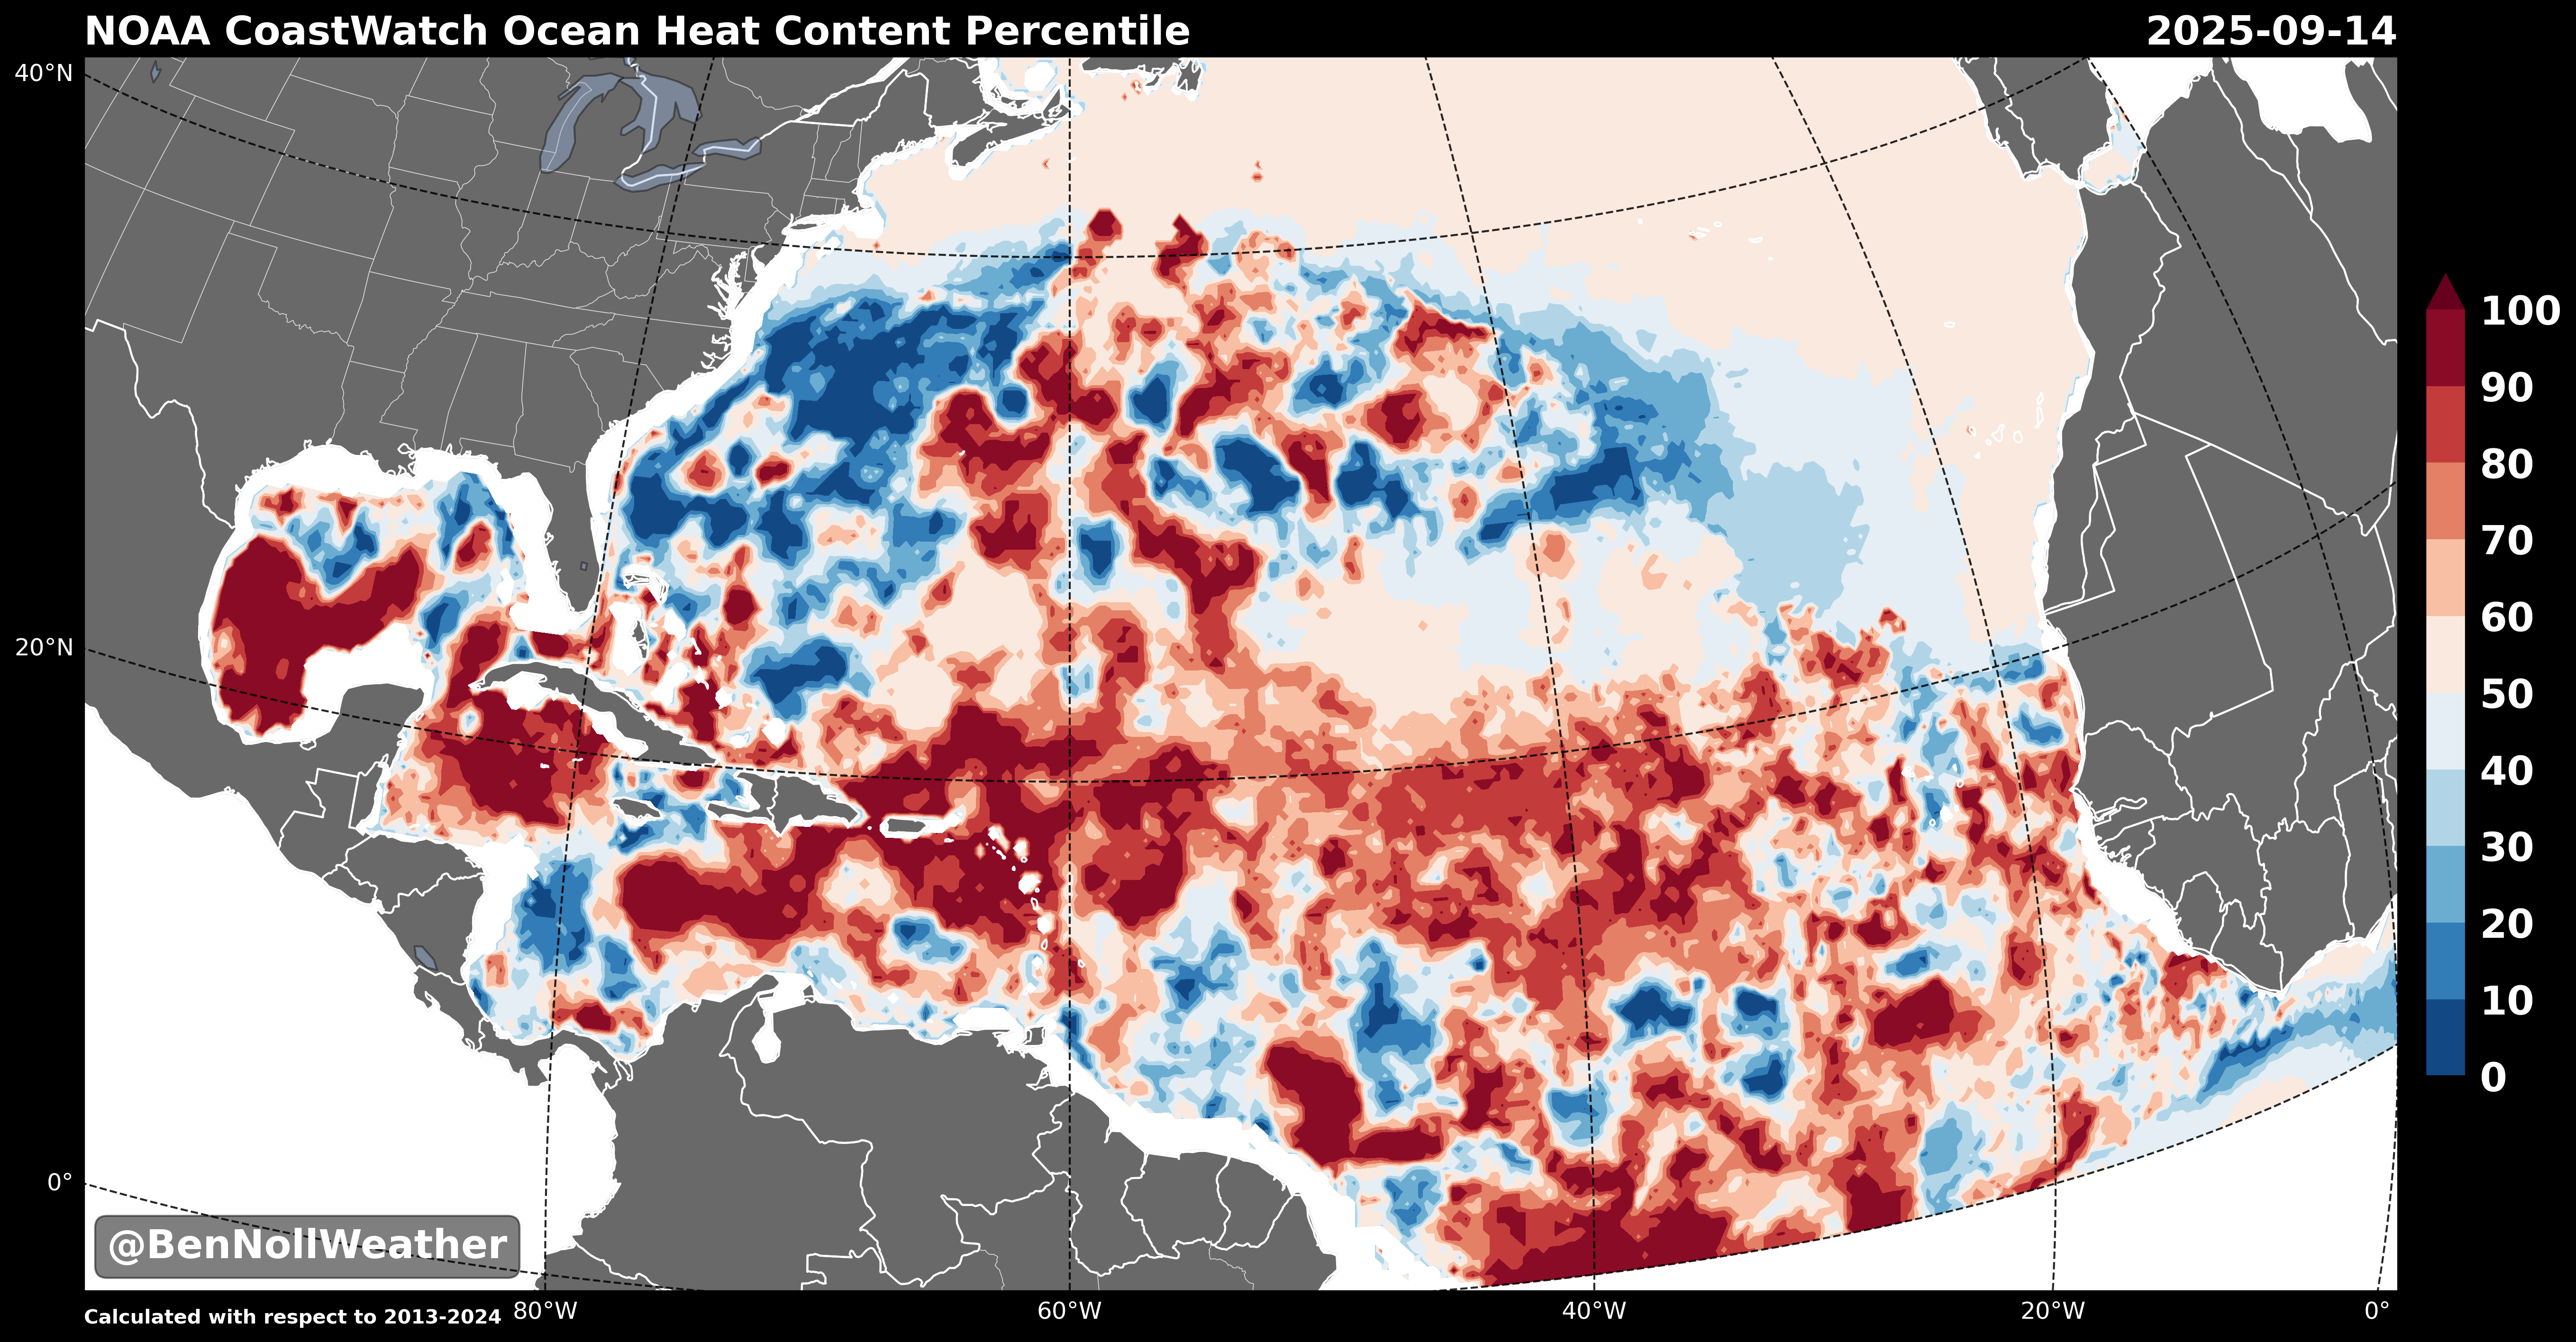 NOAA CoastWatch Ocean Heat Content Percentile 2025-09-14
40°N
20°N
0°
100
90
80
70
60
50
40
30
20
10
0
@BenNollWeather
80°W 60°W 40°W 20°W 0°
Calculated with respect to 2013-2024